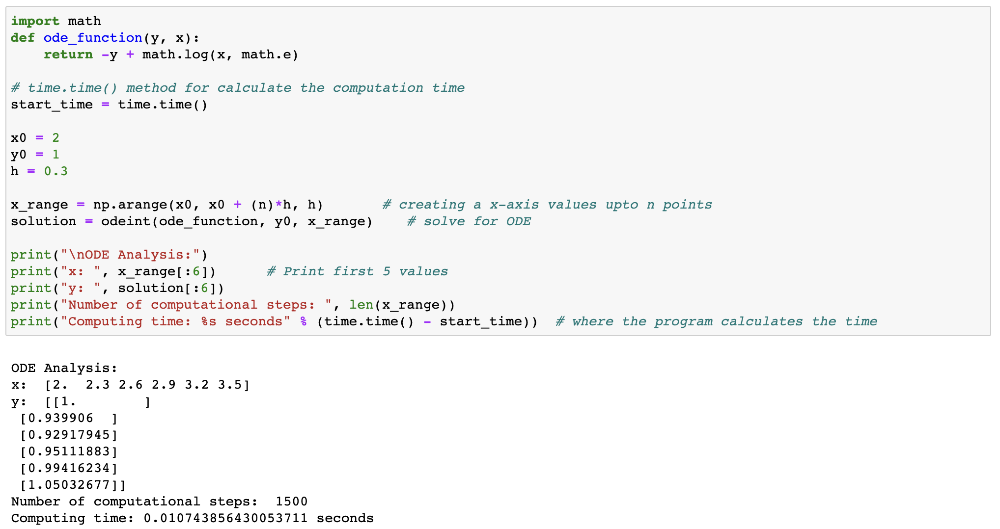 import math
def ode_function(y, x):
    return -y + math.log(x, math.e)

# time.time() method for calculate the computation time
start_time = time.time()

x0 = 2
y0 = 1
h = 0.3

x_range = np.arange(x0, x0 + (n)*h, h)       # creating a x-axis values upto n points
solution = odeint(ode_function, y0, x_range)    # solve for ODE

print("\nODE Analysis:")
print("x: ", x_range[:6])      # Print first 5 values
print("y: ", solution[:6])
print("Number of computational steps: ", len(x_range))
print("Computing time: %s seconds" % (time.time() - start_time))  # where the program calculates the time

ODE Analysis:
x:  [2.  2.3 2.6 2.9 3.2 3.5]
y:  [[1.        ]
 [0.939906  ]
 [0.92917945]
 [0.95111883]
 [0.99416234]
 [1.05032677]]
Number of computational steps:  1500
Computing time: 0.010743856430053711 seconds